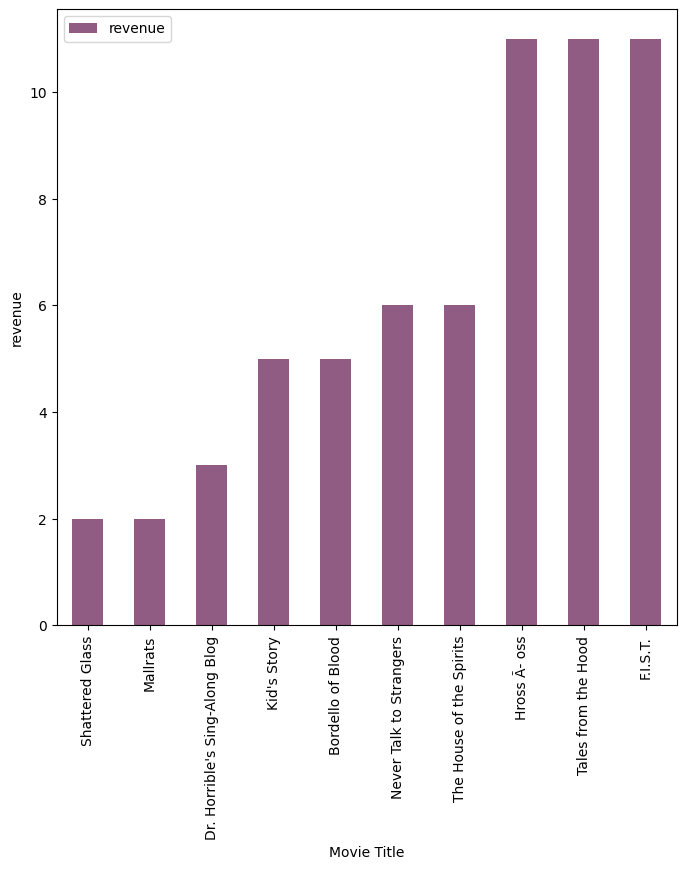 revenue
10
8
6
4
2
0
revenue
Shattered Glass
Mallrats
Dr. Horrible's Sing-Along Blog
Kid's Story
Bordello of Blood
Never Talk to Strangers
The House of the Spirits
Hross Ã- oss
Tales from the Hood
F.I.S.T.
Movie Title